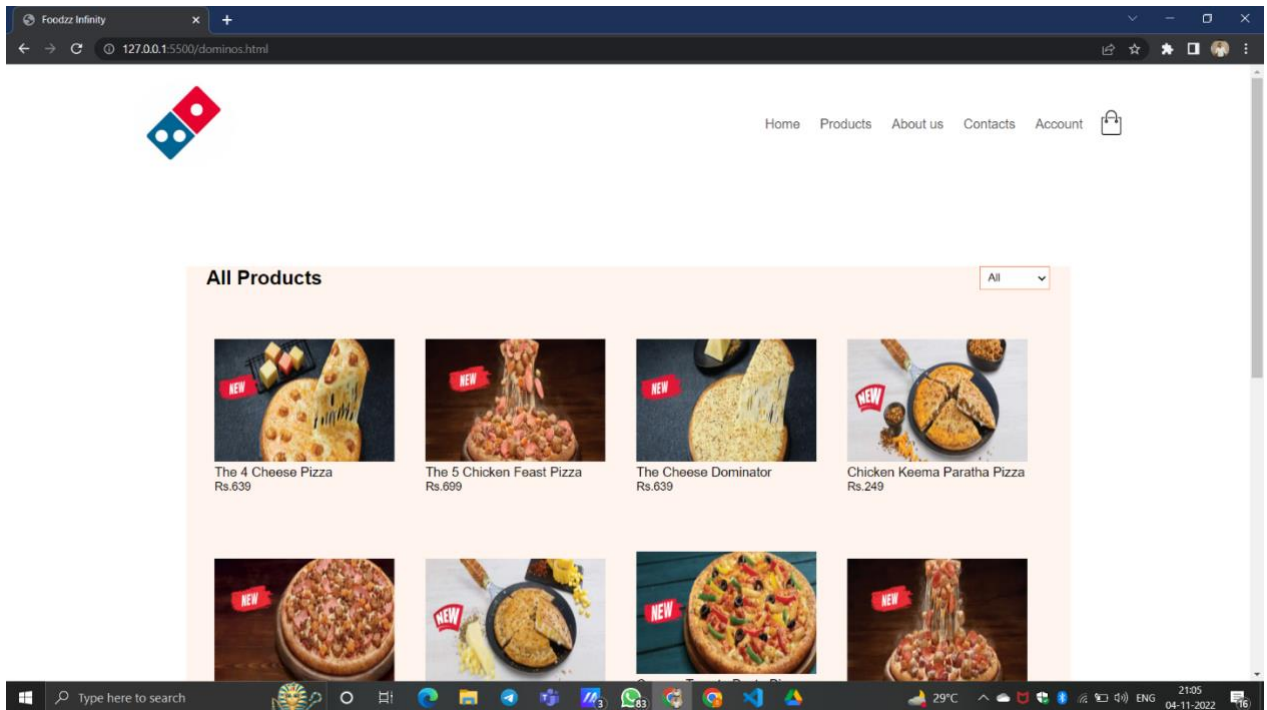 Foodzz Infinity
127.0.0.1:5500/dominos.html
Home Products About us Contacts Account
All Products
All
NEW NEW NEW NEW
The 4 Cheese Pizza The 5 Chicken Feast Pizza The Cheese Dominator Chicken Keema Paratha Pizza
Rs.639 Rs.699 Rs.639 Rs.249
NEW NEW NEW NEW
Type here to search
3
83
29°C
ENG
21:05
04-11-2022
16